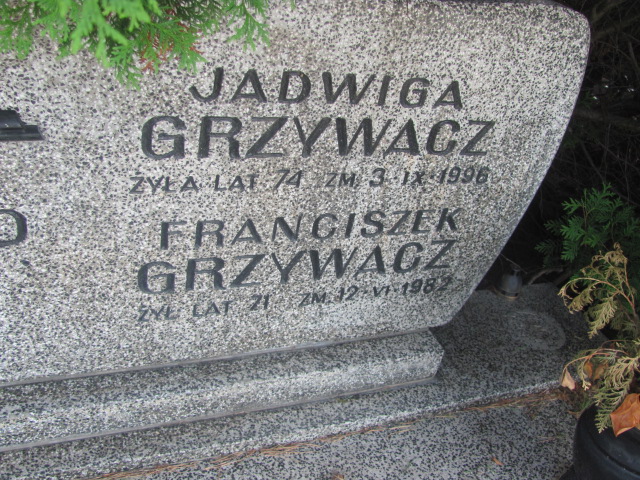 JADWIGA
GRZYWACZ
ŻYŁA LAT 74 ZM. 3-IX-1996
FRANCISZEK
GRZYWACZ
ŻYŁ LAT 71 ZM. 12-VI-1982